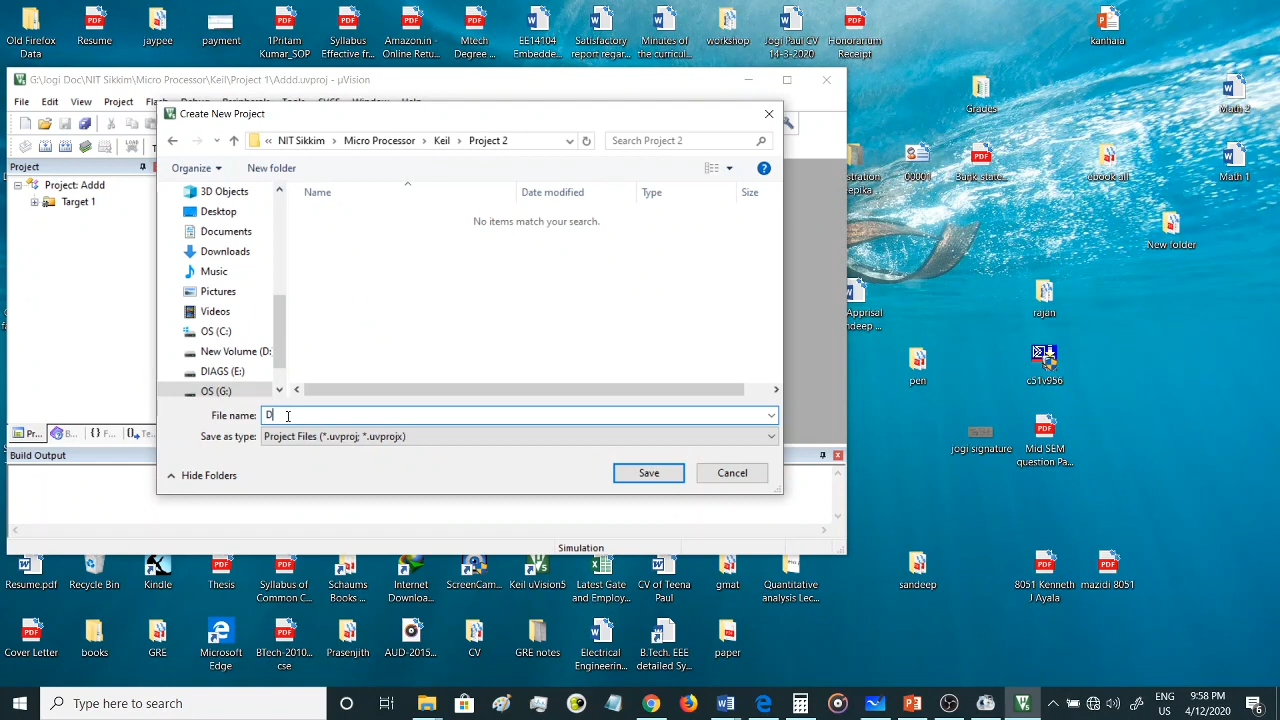 Old Firefox
Data
Resume
jaypee
payment
1Pritam
Kumar_SOP
Syllabus
Effective fr...
Amazon.in -
Online Retu...
Mtech
Degree ...
EE14104
Embedde...
Satisfactory
report regar...
Minutes of
the curricul...
workshop
Jogi Paul CV
14-3-2020
Honorarium
Receipt
kannaia
G:\Jogi Doc\NIT Sikkim\Micro Processor\Keil\Project 1\Addd.uvproj - µVision
File Edit View Project
Create New Project
« NIT Sikkim › Micro Processor › Keil › Project 2
Search Project 2
Organize
New folder
Project
Project: Addd
Target 1
3D Objects
Desktop
Documents
Downloads
Music
Pictures
Videos
OS (C:)
New Volume (D:
DIAGS (E:)
OS (G:)
Name
Date modified
Type
Size
No items match your search.
File name: D
Save as type: Project Files (*.uvproj; *.uvprojx)
Hide Folders
Save
Cancel
Pr...
B...
F...
Te...
Build Output
Simulation
Grades
Math 2
stration
epika...
00001
Bank state...
ebook all
Math 1
New folder
Apprisal
ndeep ...
rajan
pen
c51v956
jogi signature
Mid SEM
question Pa...
Resume.pdf
Recycle Bin
Kindle
Thesis
Syllabus of
Common C...
Schaums
Books ...
Internet
Downloa...
ScreenCam...
Keil uVision5
Latest Gate
and Employ...
CV of Teena
Paul
gmat
Quantitative
analysis Lec...
sandeep
8051 Kenneth
J Ayala
mazidi 8051
Cover Letter
books
GRE
Microsoft
Edge
BTech-2010...
cse
Prasenjith
AUD-2015...
CV
GRE notes
Electrical
Engineerin...
B.Tech. EEE
detailed Sy...
paper
Type here to search
ENG
US
9:58 PM
4/12/2020
6